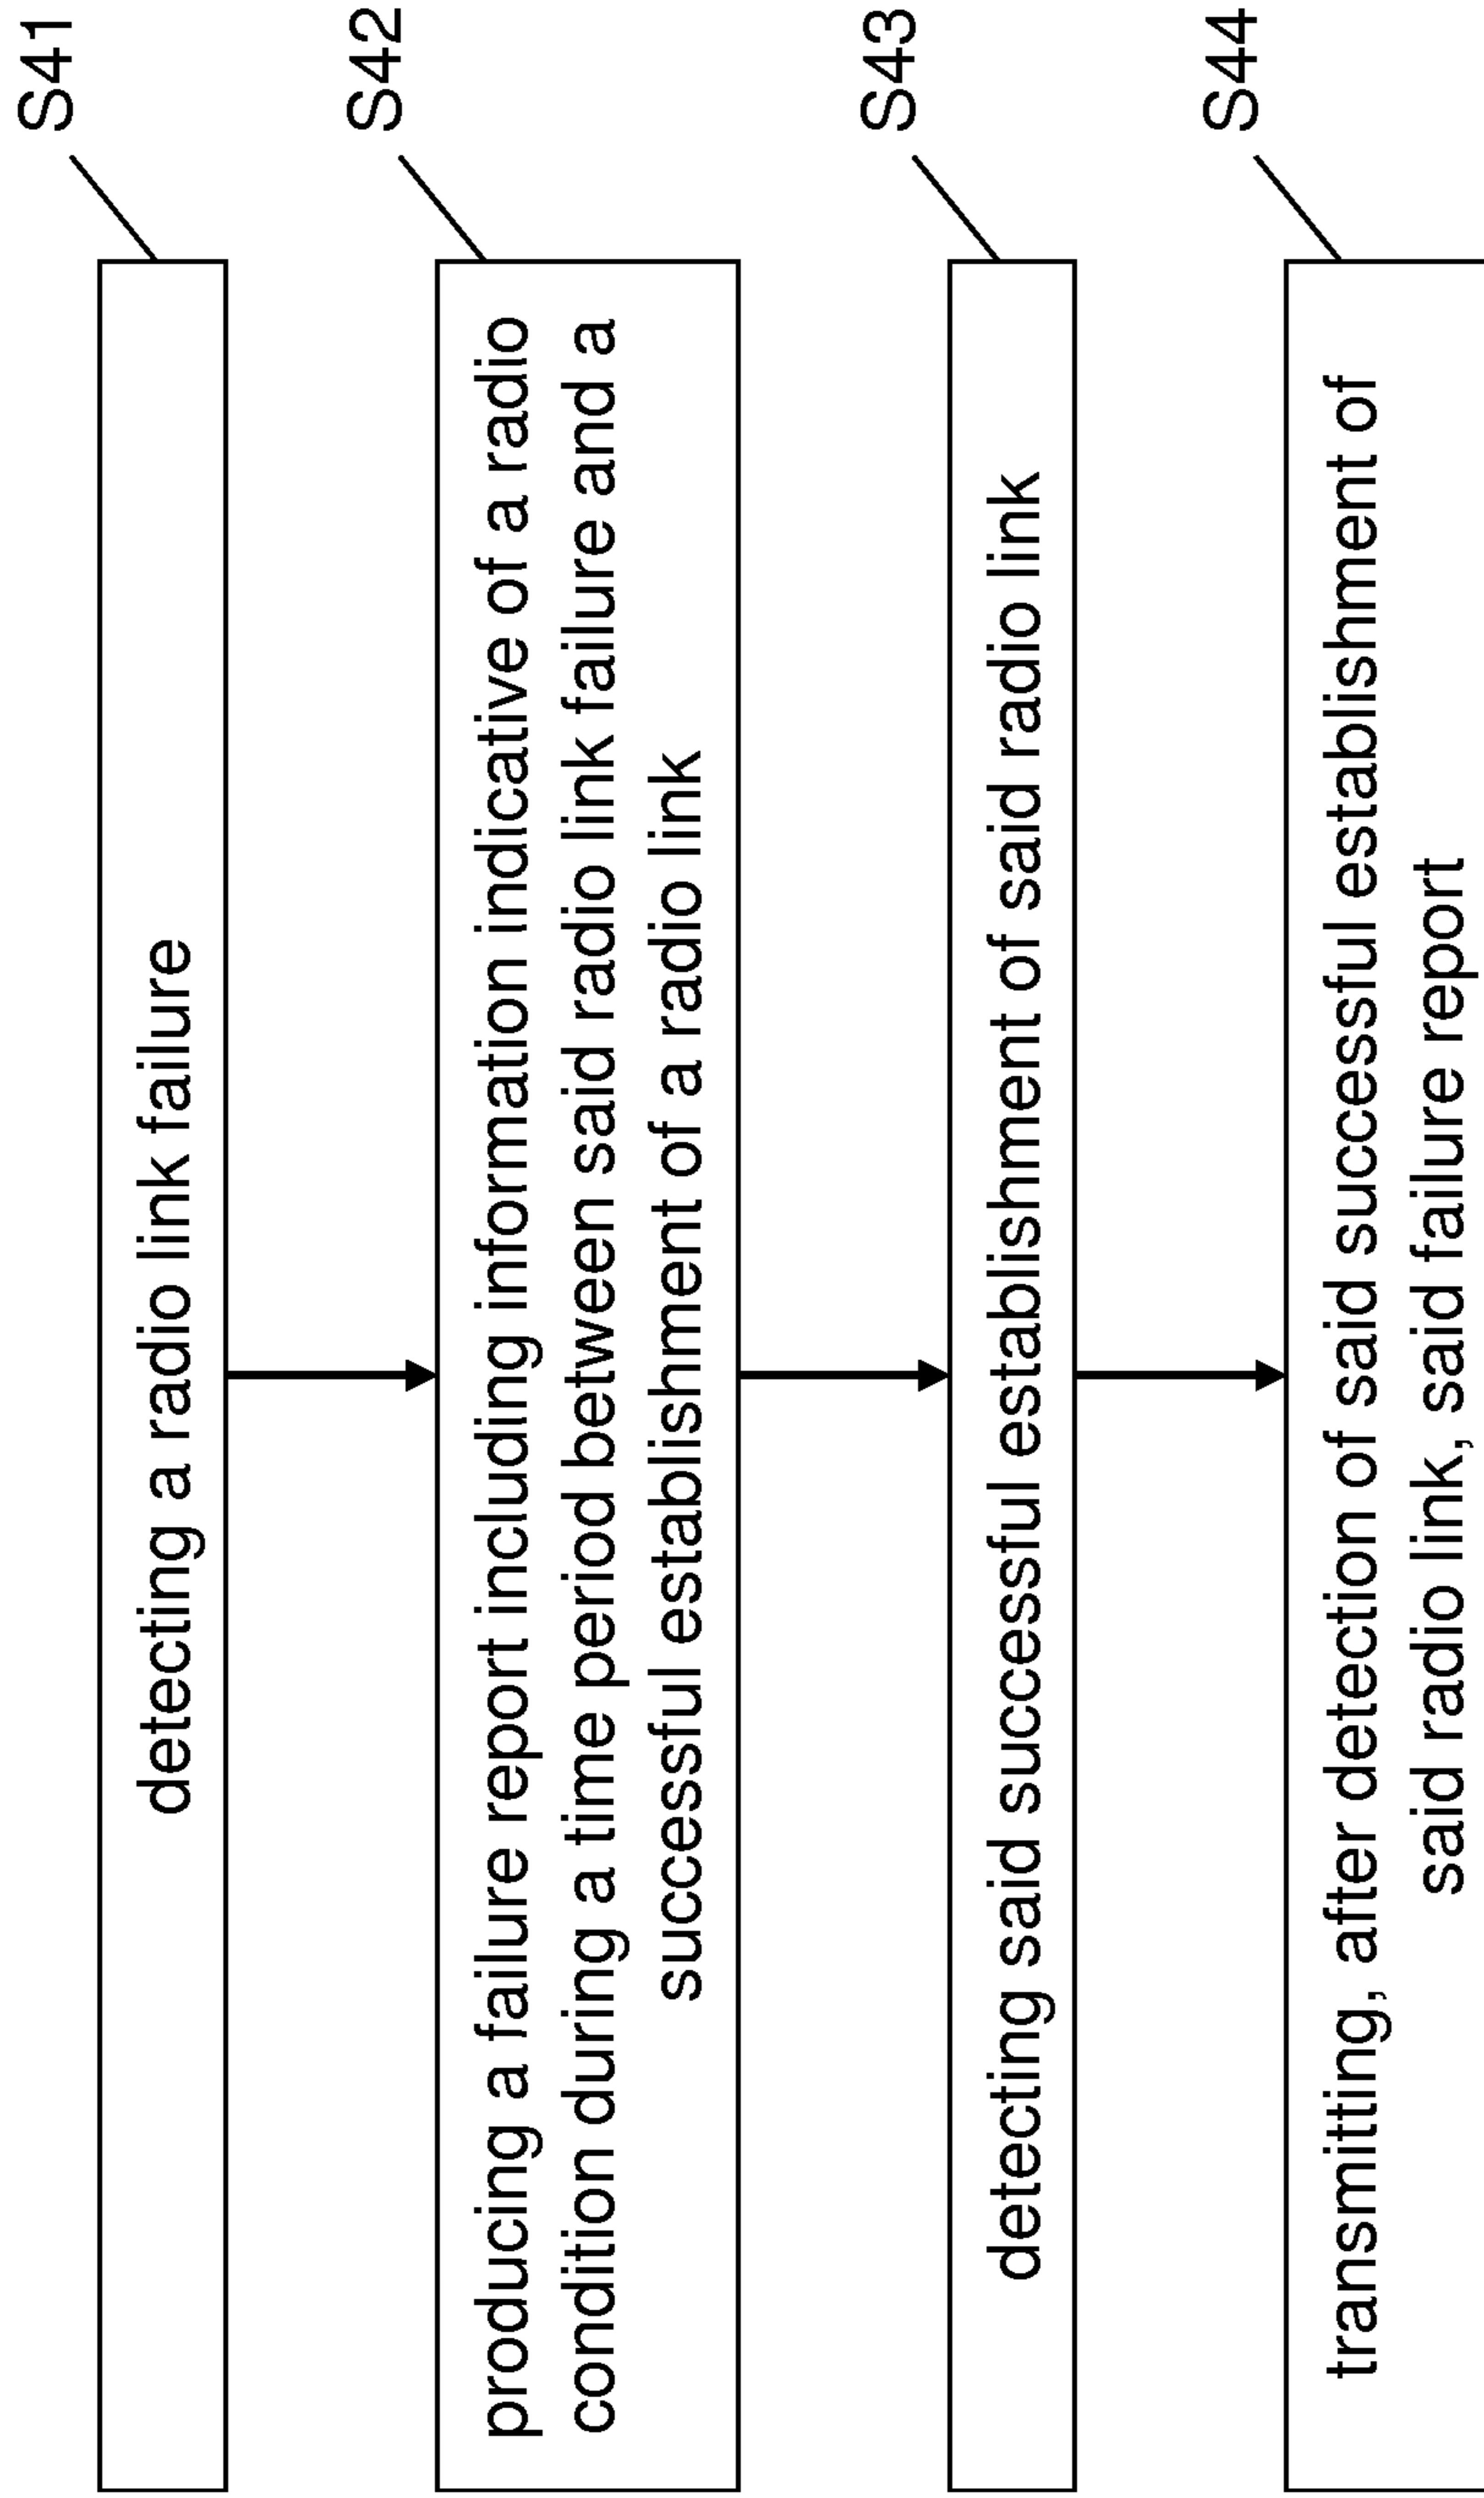 S41
detecting a radio link failure
S42
producing a failure report including information indicative of a radio
condition during a time period between said radio link failure and a
successful establishment of a radio link
S43
detecting said successful establishment of said radio link
S44
transmitting, after detection of said successful establishment of
said radio link, said failure report